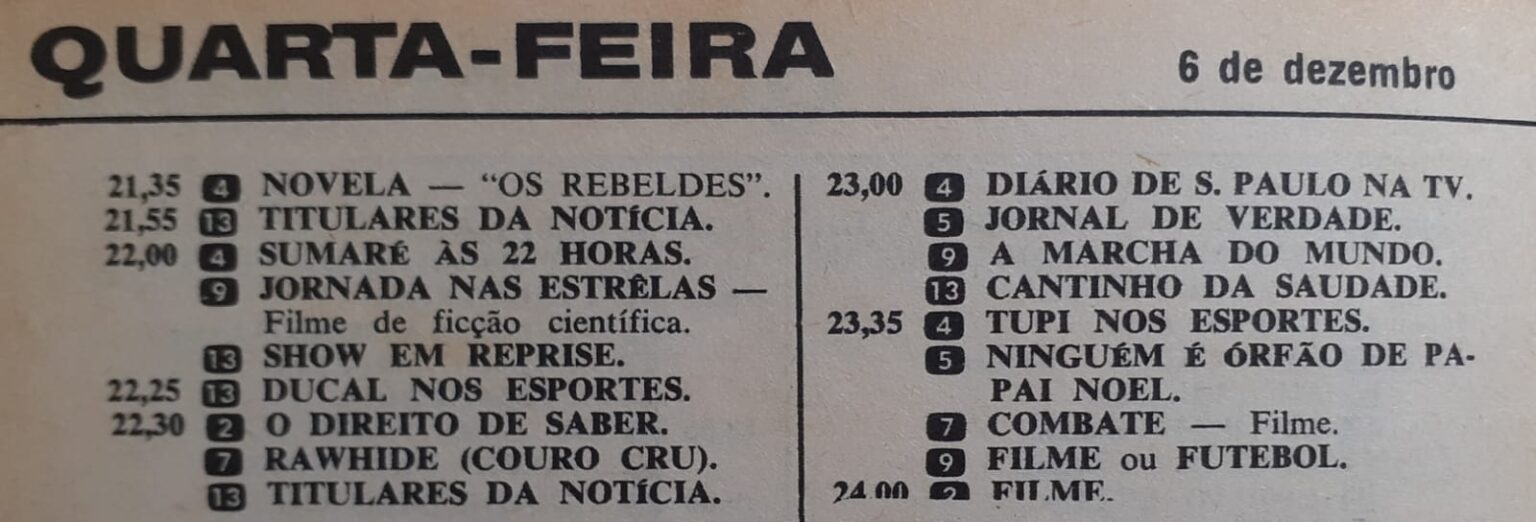 QUARTA-FEIRA
6 de dezembro
21,35 4 NOVELA — “OS REBELDES”.
21,55 13 TITULARES DA NOTÍCIA.
22,00 4 SUMARÉ ÀS 22 HORAS.
9 JORNADA NAS ESTRÊLAS —
Filme de ficção científica.
13 SHOW EM REPRISE.
22,25 13 DUCAL NOS ESPORTES.
22,30 2 O DIREITO DE SABER.
7 RAWHIDE (COURO CRU).
13 TITULARES DA NOTÍCIA.
23,00 4 DIÁRIO DE S. PAULO NA TV.
5 JORNAL DE VERDADE.
9 A MARCHA DO MUNDO.
13 CANTINHO DA SAUDADE.
23,35 4 TUPI NOS ESPORTES.
5 NINGUÉM É ÓRFÃO DE PA-
PAI NOEL.
7 COMBATE — Filme.
9 FILME ou FUTEBOL.
24,00 2 FILME.